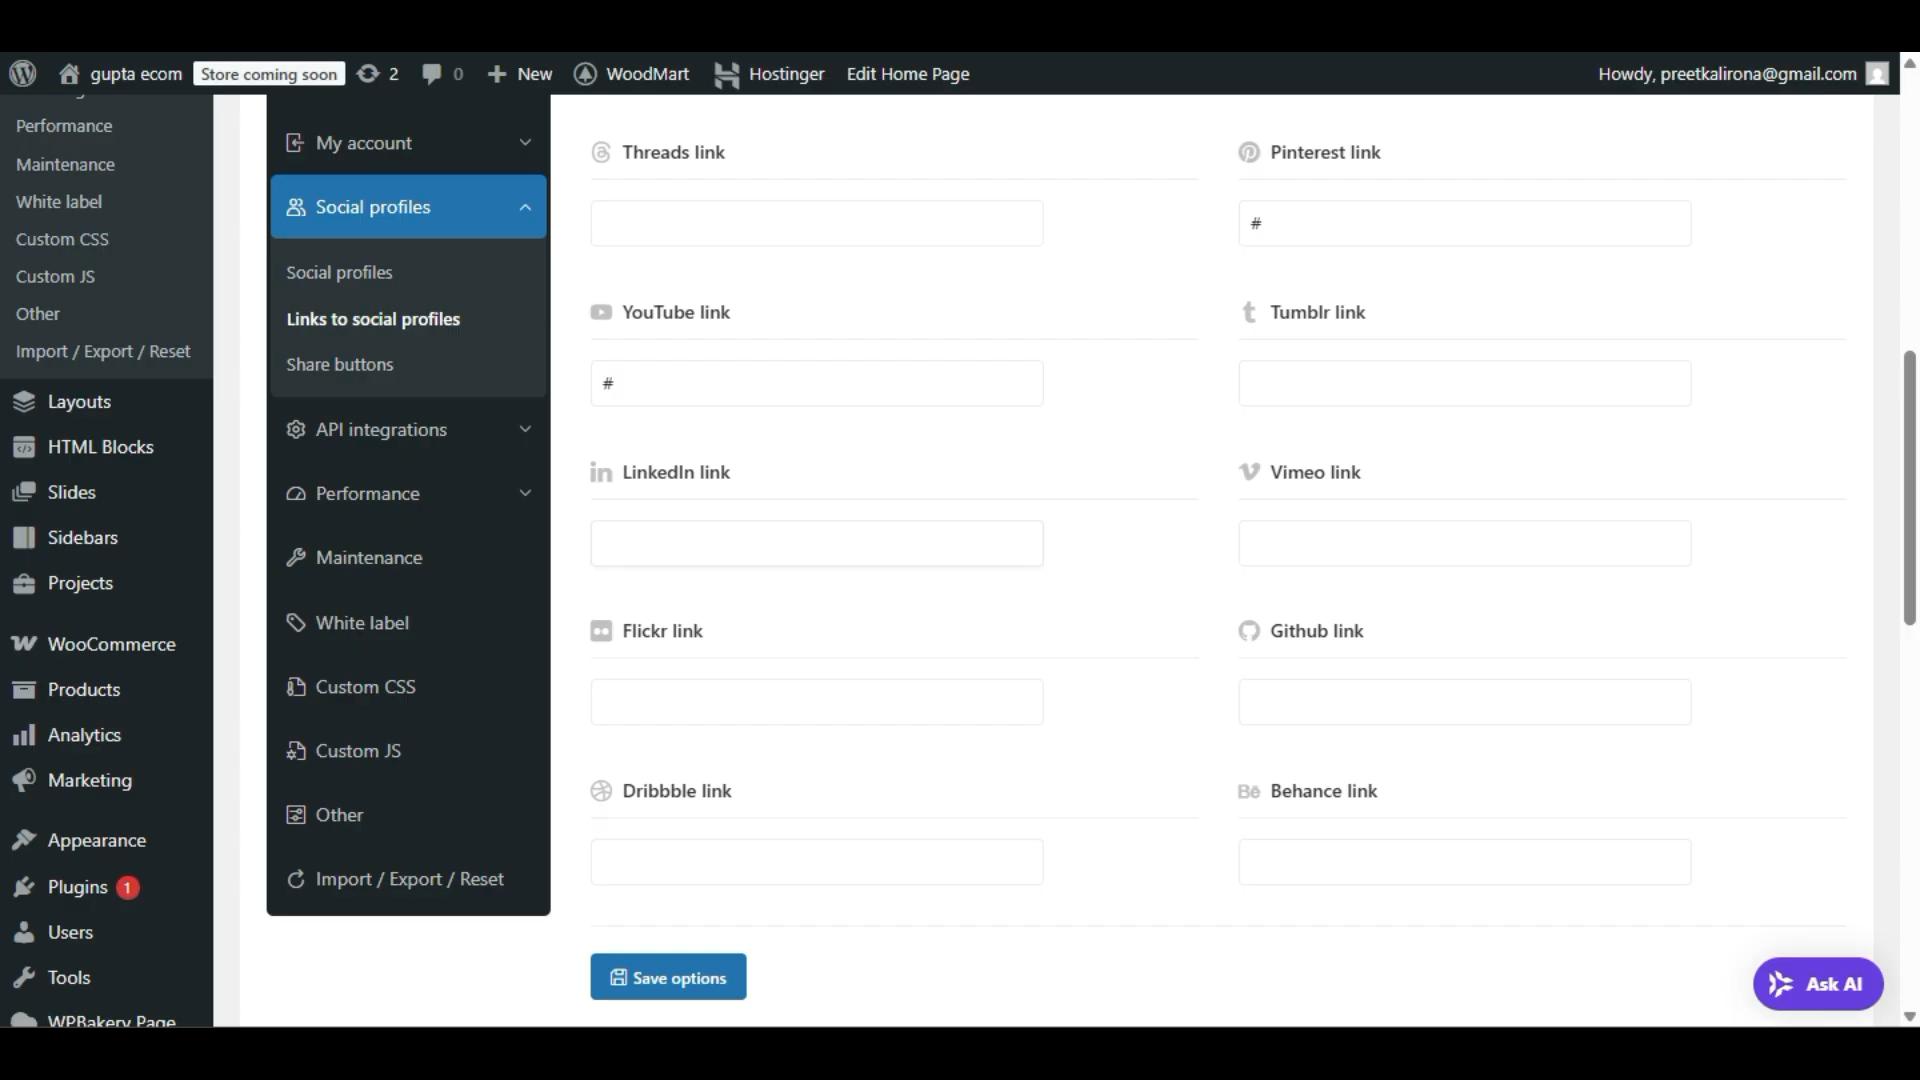 gupta ecom
Store coming soon
2
0
New
WoodMart
Hostinger
Edit Home Page
Howdy, preetkalirona@gmail.com
Performance
Maintenance
White label
Custom CSS
Custom JS
Other
Import / Export / Reset
Layouts
HTML Blocks
Slides
Sidebars
Projects
WooCommerce
Products
Analytics
Marketing
Appearance
Plugins 1
Users
Tools
WPBakery Page
My account
Social profiles
Social profiles
Links to social profiles
Share buttons
API integrations
Performance
Maintenance
White label
Custom CSS
Custom JS
Other
Import / Export / Reset
Threads link
Pinterest link
#
YouTube link
Tumblr link
#
LinkedIn link
Vimeo link
Flickr link
Github link
Dribbble link
Behance link
Save options
Ask AI